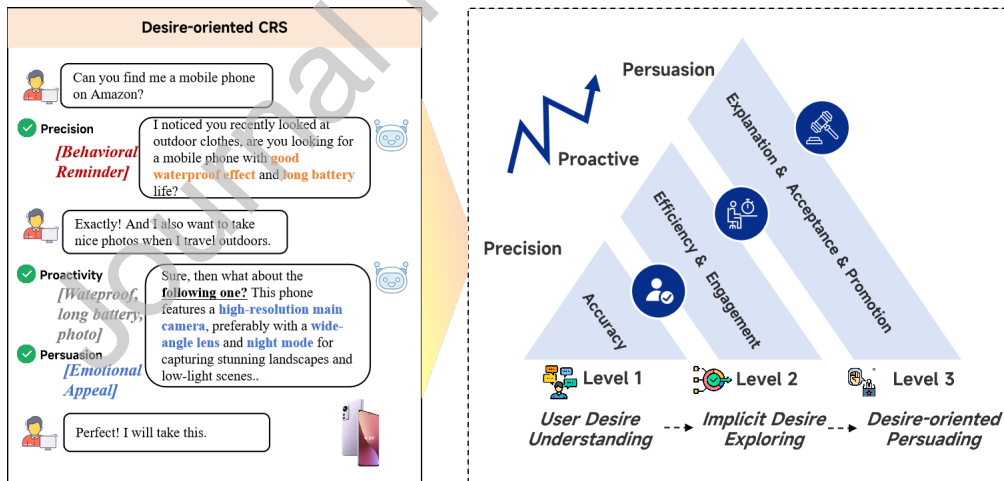 Desire-oriented CRS
Can you find me a mobile phone
on Amazon?
Precision
[Behavioral
Reminder]
I noticed you recently looked at
outdoor clothes, are you looking for
a mobile phone with good
waterproof effect and long battery
life?
Exactly! And I also want to take
nice photos when I travel outdoors.
Proactivity
[Wateproof,
long battery,
photo]
Persuasion
[Emotional
Appeal]
Sure, then what about the
following one? This phone
features a high-resolution main
camera, preferably with a wide-
angle lens and night mode for
capturing stunning landscapes and
low-light scenes..
Perfect! I will take this.
Journal
Persuasion
Proactive
Precision
Explanation & Acceptance & Promotion
Efficiency & Engagement
Accuracy
Level 1
Level 2
Level 3
User Desire
Understanding
Implicit Desire
Exploring
Desire-oriented
Persuading